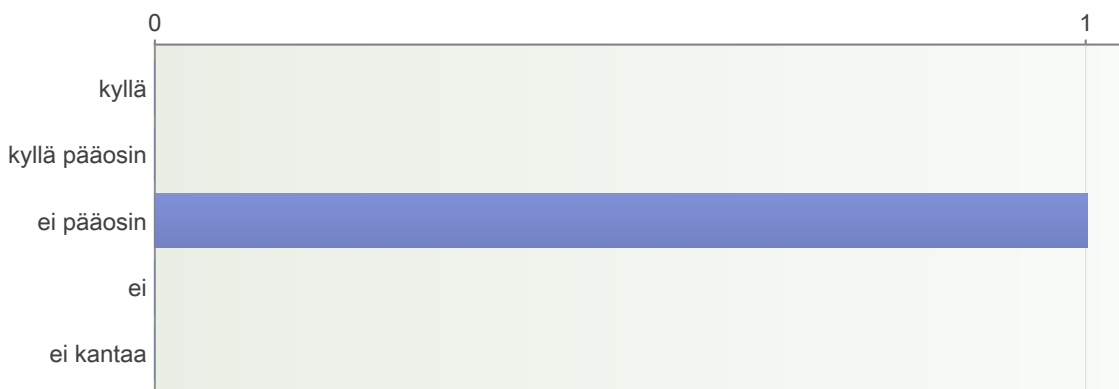 0 1
kyllä
kyllä pääosin
ei pääosin
ei
ei kantaa